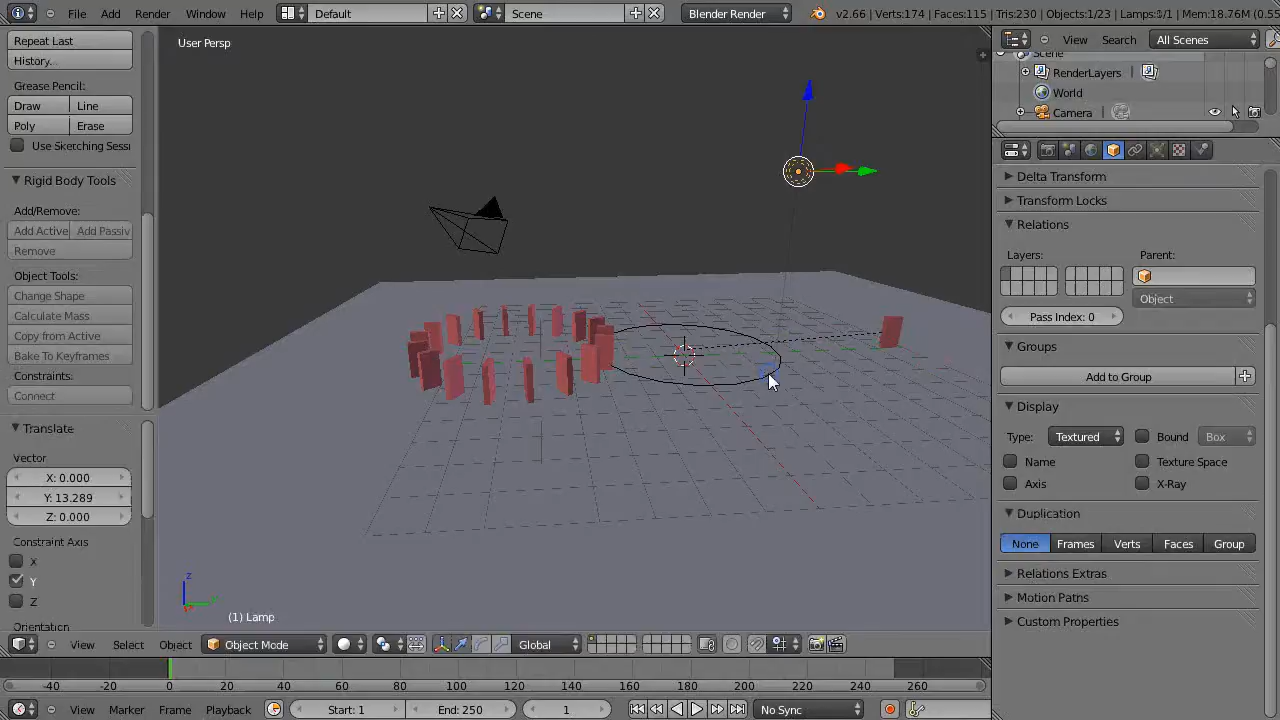 File Add Render Window Help Default Scene Blender Render v2.66 | Verts:174 | Faces:115 | Tris:230 | Objects:1/23 | Lamps:1/1 | Mem:18.76M (0.55
Repeat Last
History...
Grease Pencil:
Draw Line
Poly Erase
Use Sketching Sessi
Rigid Body Tools
Add/Remove:
Add Active Add Passiv
Remove
Object Tools:
Change Shape
Calculate Mass
Copy from Active
Bake To Keyframes
Constraints:
Connect
Translate
Vector
X: 0.000
Y: 13.289
Z: 0.000
Constraint Axis
X
Y
Z
Orientation
User Persp
z
(1) Lamp
View Select Object Object Mode Global
-40 -20 0 20 40 60 80 100 120 140 160 180 200 220 240 260
View Marker Frame Playback Start: 1 End: 250 1 No Sync
View Search All Scenes
Scene
RenderLayers
World
Camera
Delta Transform
Transform Locks
Relations
Layers: Parent:
Object
Pass Index: 0
Groups
Add to Group
Display
Type: Textured Bound Box
Name Texture Space
Axis X-Ray
Duplication
None Frames Verts Faces Group
Relations Extras
Motion Paths
Custom Properties